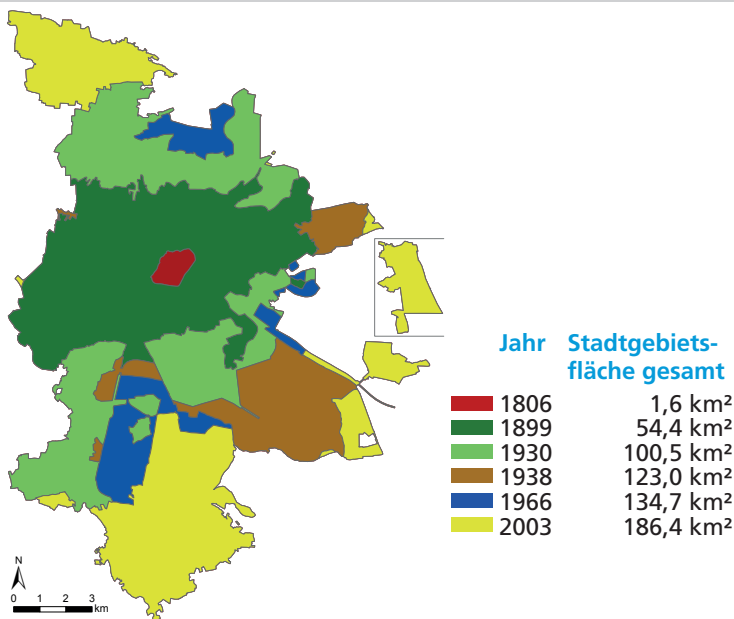 Jahr Stadtgebiets-
fläche gesamt
1806 1,6 km²
1899 54,4 km²
1930 100,5 km²
1938 123,0 km²
1966 134,7 km²
2003 186,4 km²
N
0 1 2 3
km